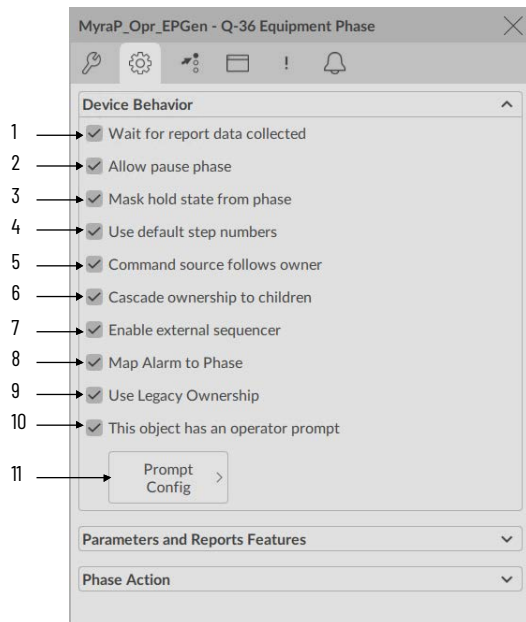 MyraP_Opr_EPGen - Q-36 Equipment Phase
!
Device Behavior
1 Wait for report data collected
2 Allow pause phase
3 Mask hold state from phase
4 Use default step numbers
5 Command source follows owner
6 Cascade ownership to children
7 Enable external sequencer
8 Map Alarm to Phase
9 Use Legacy Ownership
10 This object has an operator prompt
11 Prompt
Config
Parameters and Reports Features
Phase Action